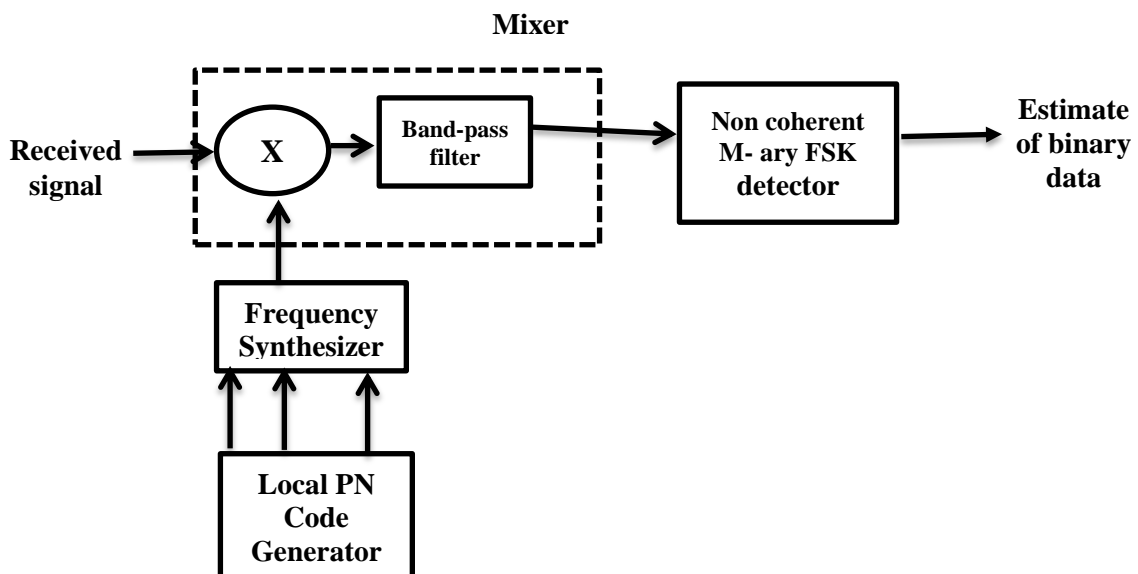 Mixer
Received
signal
X
Band-pass
filter
Non coherent
M- ary FSK
detector
Estimate
of binary
data
Frequency
Synthesizer
Local PN
Code
Generator